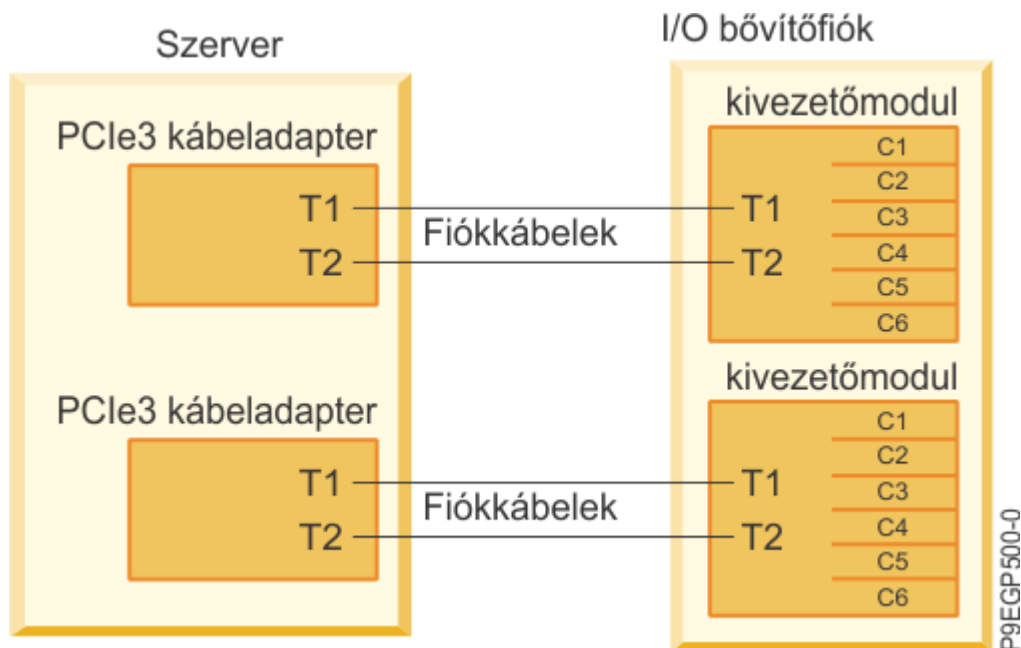 Szerver
PCIe3 kábeladapter
T1
T2
PCIe3 kábeladapter
T1
T2
Fiókkábelek
Fiókkábelek
I/O bővítőfiók
kivezetőmodul
T1
T2
C1
C2
C3
C4
C5
C6
kivezetőmodul
T1
T2
C1
C2
C3
C4
C5
C6
P9EGP500-0